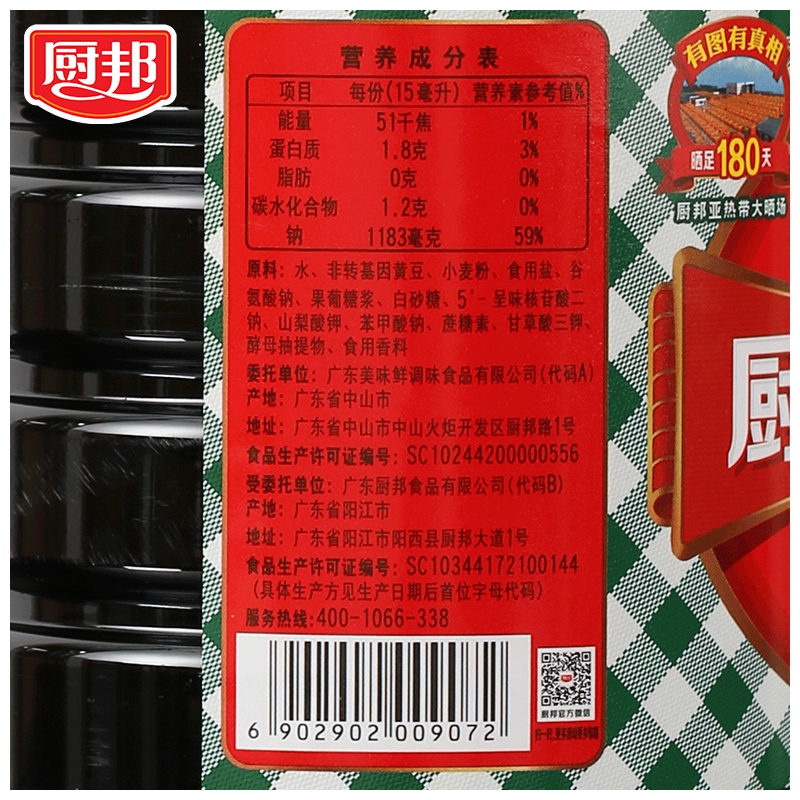 厨邦
营养成分表
项目 每份(15毫升) 营养素参考值%
能量 51千焦 1%
蛋白质 1.8克 3%
脂肪 0克 0%
碳水化合物 1.2克 0%
钠 1183毫克 59%
原料：水、非转基因黄豆、小麦粉、食用盐、谷
氨酸钠、果葡糖浆、白砂糖、5'-呈味核苷酸二
钠、山梨酸钾、苯甲酸钠、蔗糖素、甘草酸三钾、
酵母抽提物、食用香料
委托单位：广东美味鲜调味食品有限公司(代码A)
产地：广东省中山市
地址：广东省中山市中山火炬开发区厨邦路1号
食品生产许可证编号：SC10244200000556
受委托单位：广东厨邦食品有限公司(代码B)
产地：广东省阳江市
地址：广东省阳江市阳西县厨邦大道1号
食品生产许可证编号：SC10344172100144
(具体生产方见生产日期后首位字母代码)
服务热线:400-1066-338
6 902902 009072
厨邦官方微信
有图有真相
晒足180天
厨邦亚热带大晒场
厨